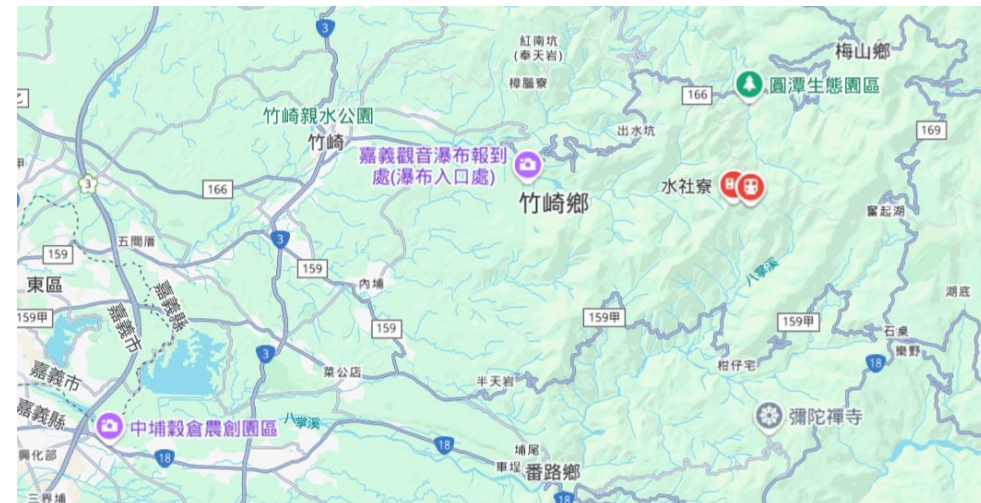 3
紅南坑
(奉天岩)
樟腦寮
梅山鄉
166
圓潭生態園區
169
竹崎親水公園
竹崎
出水坑
嘉義觀音瀑布報到
處(瀑布入口處)
水社寮
竹崎鄉
3
166
奮起湖
五間厝
3
159
159
東區
內埔
八掌溪
湖底
159甲
嘉義縣
嘉義市
159
159甲
159甲
石桌
樂野
3
18
嘉義市
菜公店
半天岩
柑仔宅
嘉義縣
中埔穀倉農創園區
八掌溪
彌陀禪寺
興化部
18
18
埔尾
車埕
番路鄉
三界埔
18